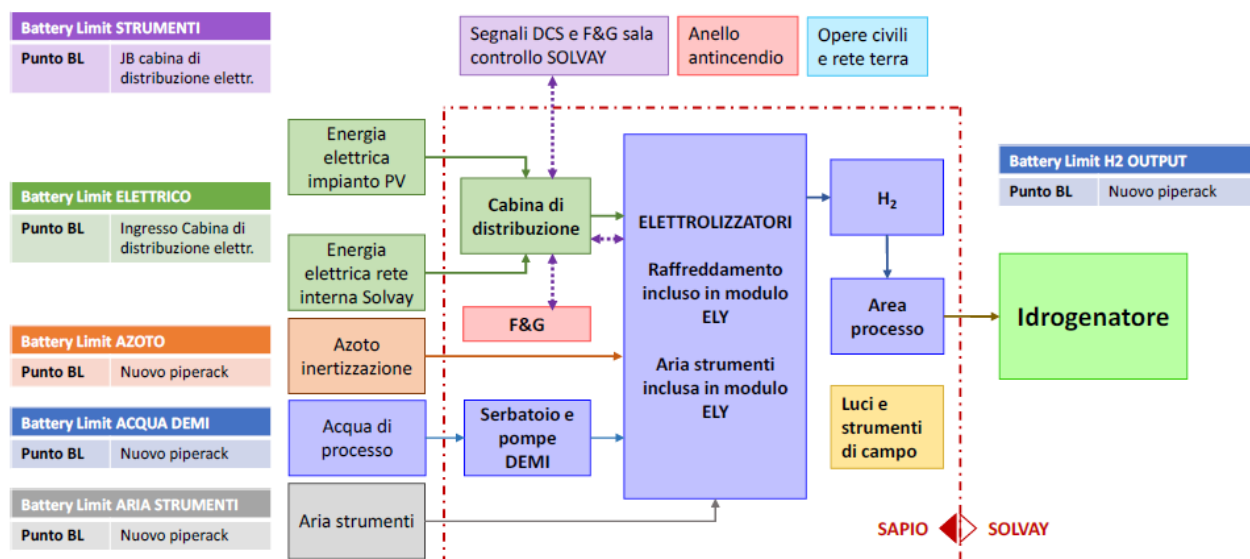 Battery Limit STRUMENTI
Punto BL
JB cabina di
distribuzione elettr.
Segnali DCS e F&G sala
controllo SOLVAY
Anello
antincendio
Opere civili
e rete terra
Energia
elettrica
impianto PV
Battery Limit ELETTRICO
Punto BL
Ingresso Cabina di
distribuzione elettr.
Cabina di
distribuzione
Energia
elettrica rete
interna Solvay
F&G
ELETTROLIZZATORI
Raffreddamento
incluso in modulo
ELY
Aria strumenti
inclusa in modulo
ELY
H₂
Area
processo
Battery Limit H2 OUTPUT
Punto BL
Nuovo piperack
Idrogenatore
Battery Limit AZOTO
Punto BL
Nuovo piperack
Azoto
inertizzazione
Battery Limit ACQUA DEMI
Punto BL
Nuovo piperack
Acqua di
processo
Serbatoio e
pompe
DEMI
Luci e
strumenti
di campo
Battery Limit ARIA STRUMENTI
Punto BL
Nuovo piperack
Aria strumenti
SAPIO
SOLVAY